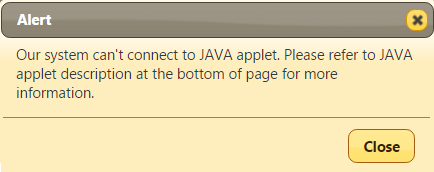 Alert
Our system can't connect to JAVA applet. Please refer to JAVA
applet description at the bottom of page for more
information.
Close